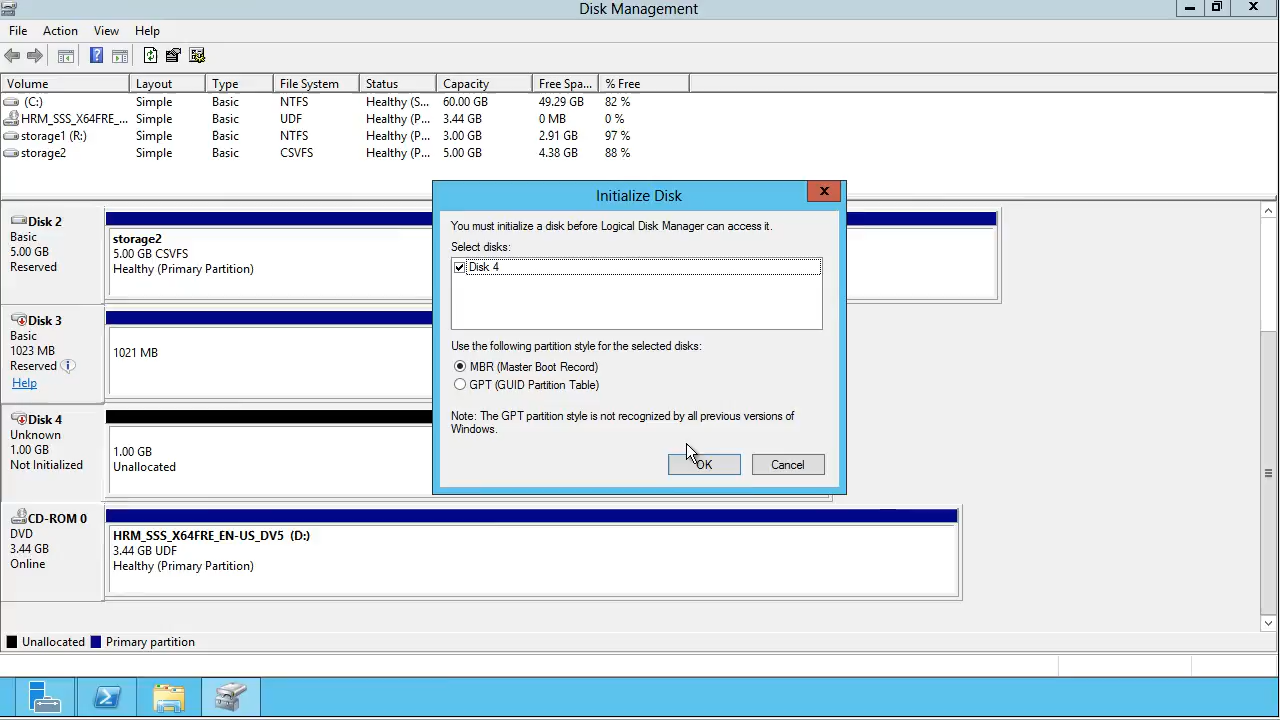 Disk Management
File Action View Help
Volume Layout Type File System Status Capacity Free Spa... % Free
(C:) Simple Basic NTFS Healthy (S... 60.00 GB 49.29 GB 82 %
HRM_SSS_X64FRE_... Simple Basic UDF Healthy (P... 3.44 GB 0 MB 0 %
storage1 (R:) Simple Basic NTFS Healthy (P... 3.00 GB 2.91 GB 97 %
storage2 Simple Basic CSVFS Healthy (P... 5.00 GB 4.38 GB 88 %
Disk 2
Basic
5.00 GB
Reserved
storage2
5.00 GB CSVFS
Healthy (Primary Partition)
Disk 3
Basic
1023 MB
Reserved
Help
1021 MB
Disk 4
Unknown
1.00 GB
Not Initialized
1.00 GB
Unallocated
CD-ROM 0
DVD
3.44 GB
Online
HRM_SSS_X64FRE_EN-US_DV5 (D:)
3.44 GB UDF
Healthy (Primary Partition)
Unallocated Primary partition
Initialize Disk
You must initialize a disk before Logical Disk Manager can access it.
Select disks:
Disk 4
Use the following partition style for the selected disks:
MBR (Master Boot Record)
GPT (GUID Partition Table)
Note: The GPT partition style is not recognized by all previous versions of
Windows.
OK Cancel